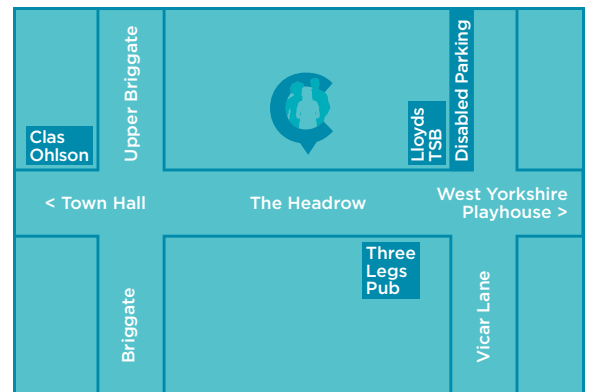 Upper Briggate
Disabled Parking
Lloyds
TSB
Clas
Ohlson
< Town Hall
The Headrow
West Yorkshire
Playhouse >
Three
Legs
Pub
Briggate
Vicar Lane